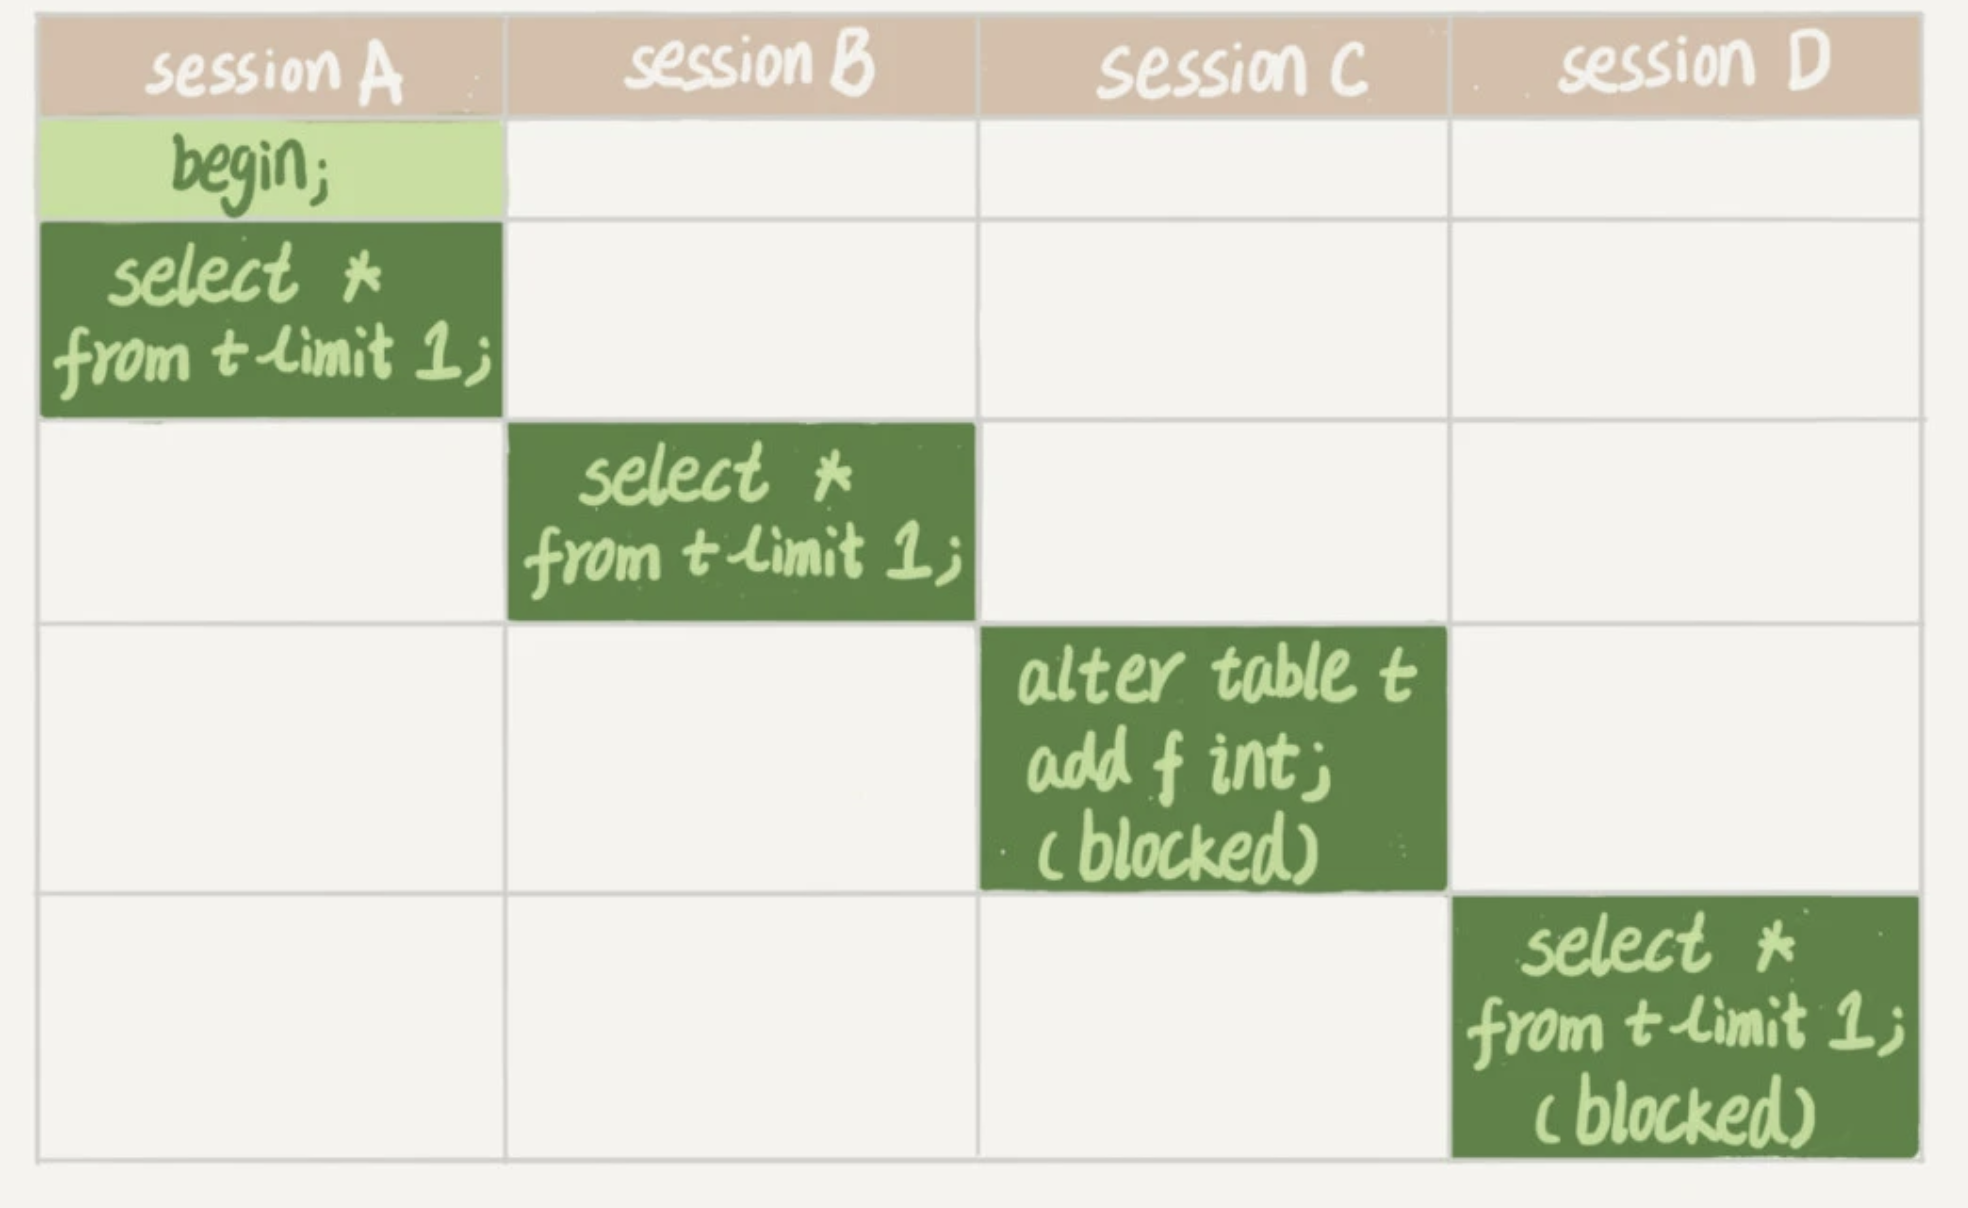 session A
session B
session C
session D
begin;
select *
from t limit 1;
select *
from t limit 1;
alter table t
add f int;
(blocked)
select *
from t limit 1;
(blocked)